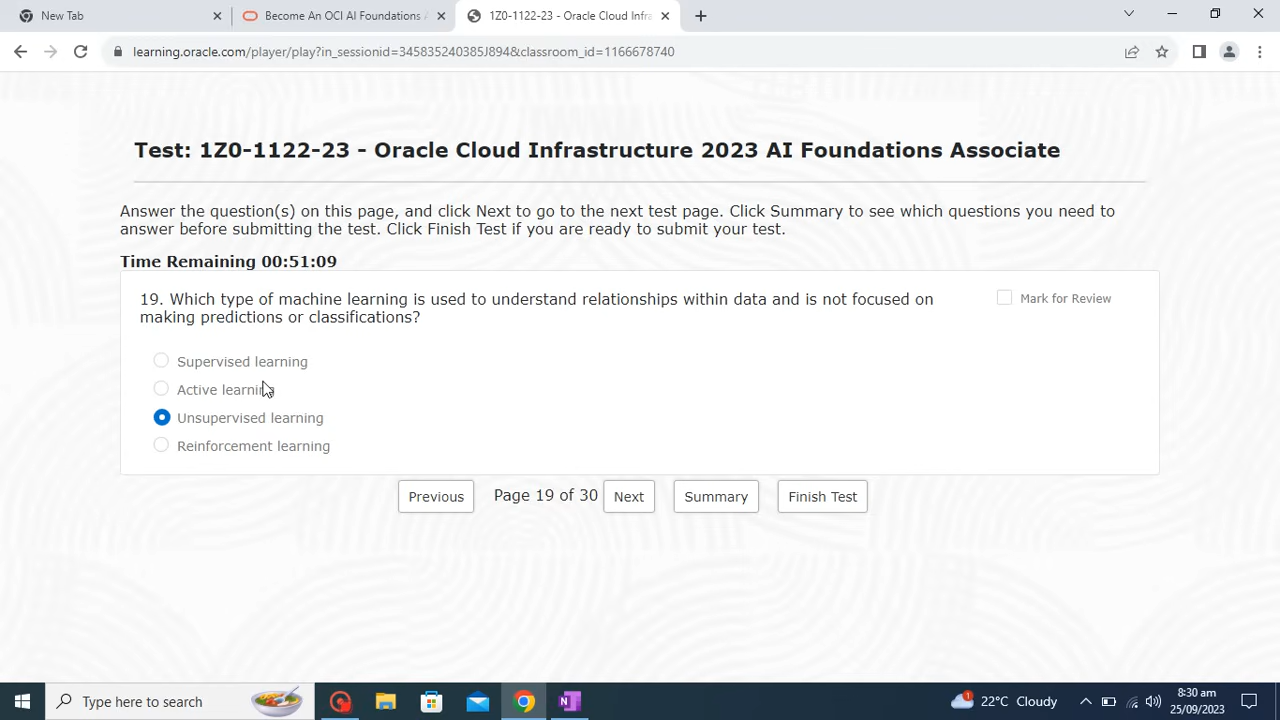 New Tab
Become An OCI AI Foundations A
1Z0-1122-23 - Oracle Cloud Infra
learning.oracle.com/player/play?in_sessionid=345835240385J894&classroom_id=1166678740
Test: 1Z0-1122-23 - Oracle Cloud Infrastructure 2023 AI Foundations Associate
Answer the question(s) on this page, and click Next to go to the next test page. Click Summary to see which questions you need to
answer before submitting the test. Click Finish Test if you are ready to submit your test.
Time Remaining 00:51:09
19. Which type of machine learning is used to understand relationships within data and is not focused on
making predictions or classifications?
Mark for Review
Supervised learning
Active learning
Unsupervised learning
Reinforcement learning
Previous
Page 19 of 30
Next
Summary
Finish Test
Type here to search
1
22°C Cloudy
8:30 am
25/09/2023